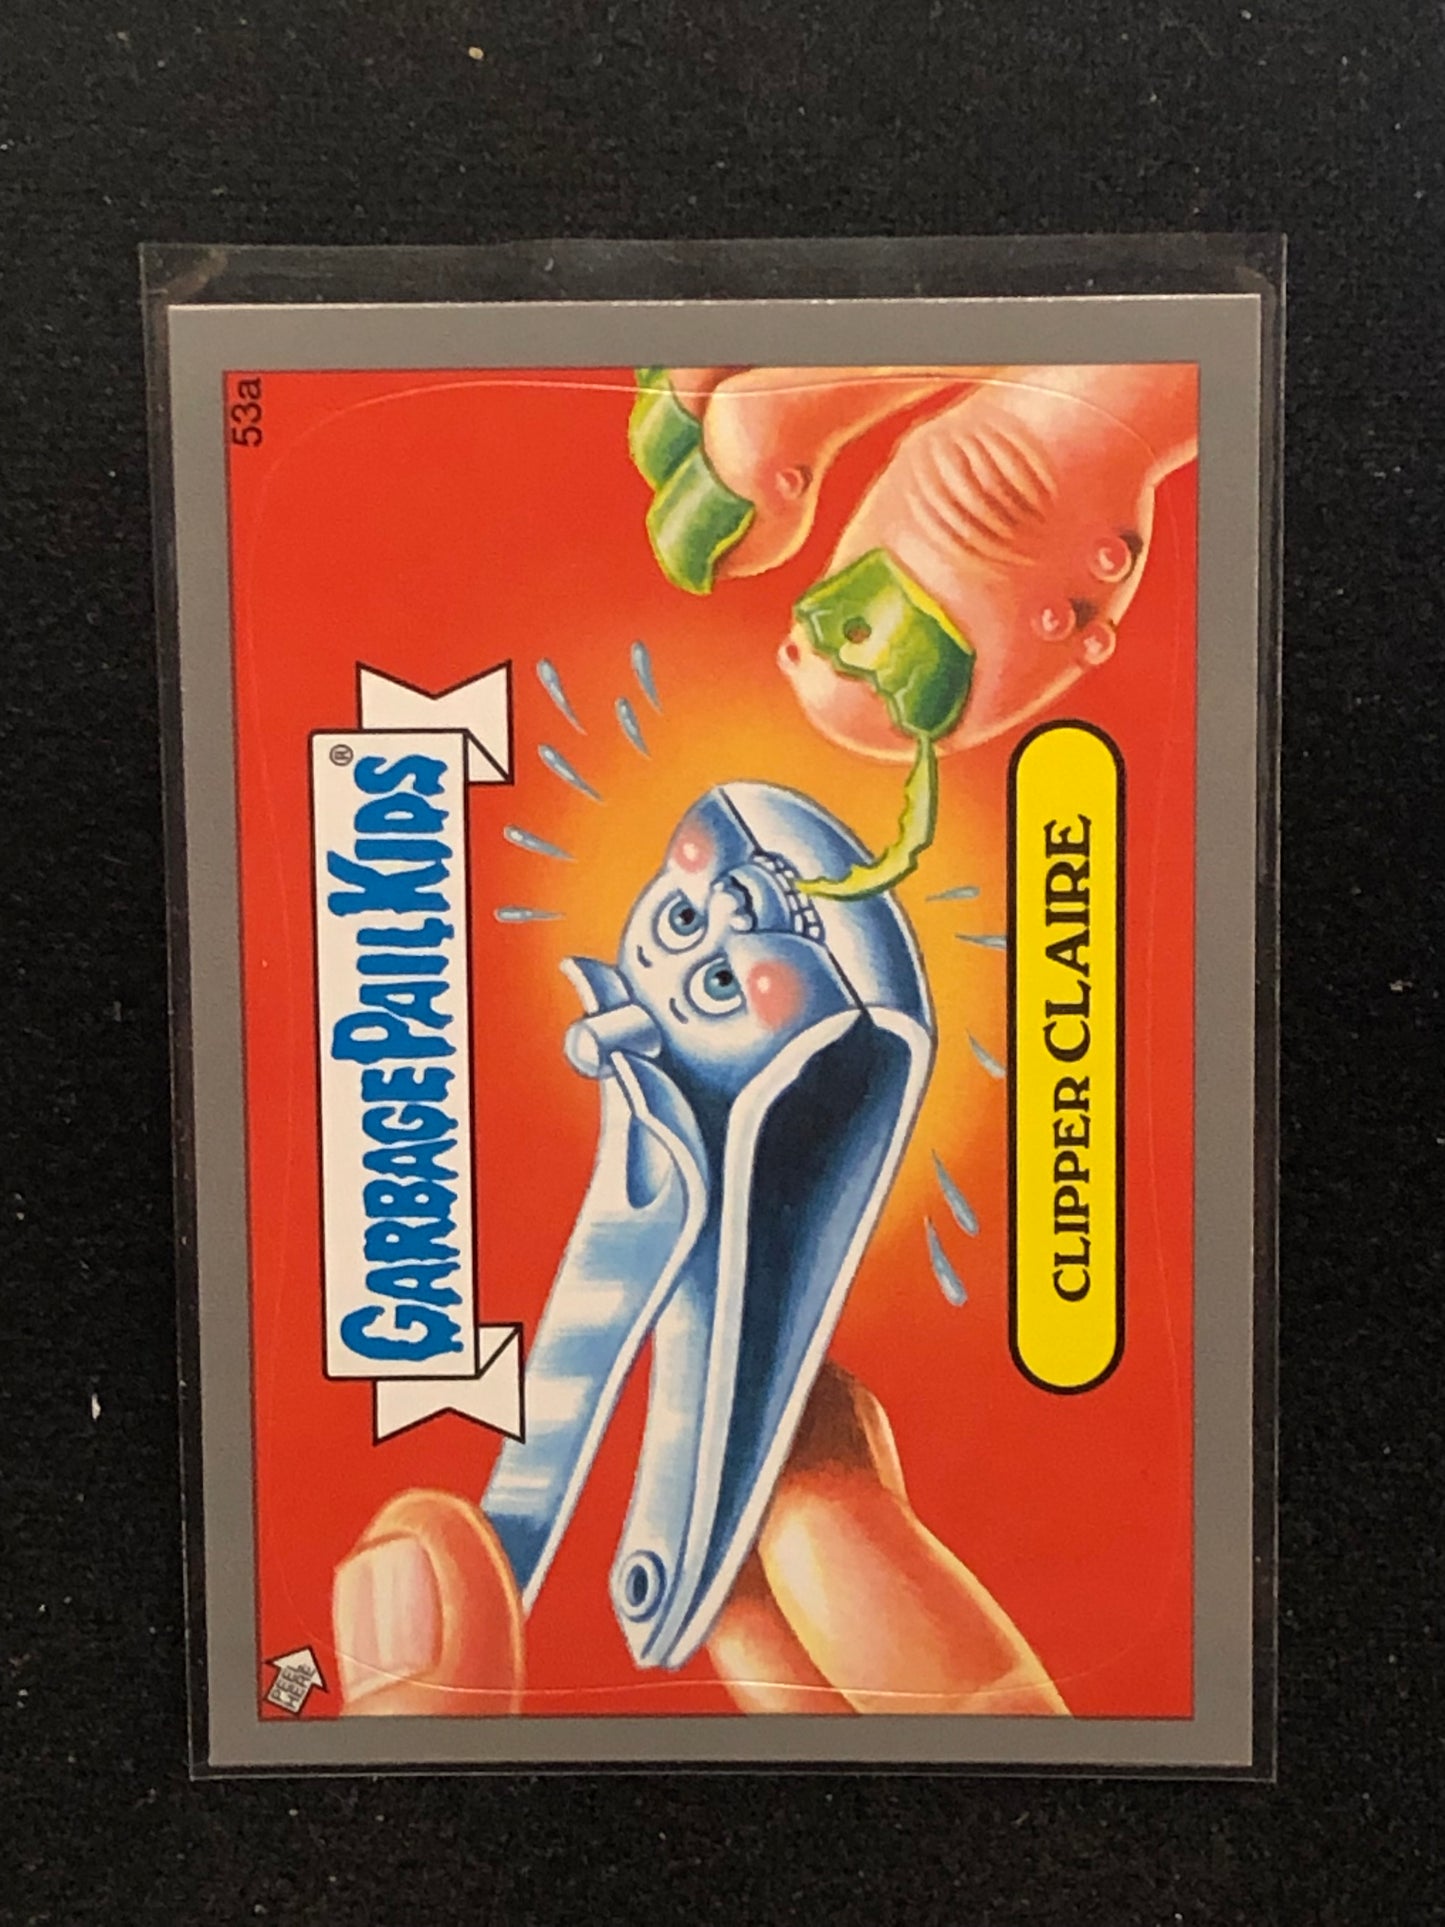 53a
GARBAGE PAIL KIDS®
CLIPPER CLAIRE
PEEL
HERE